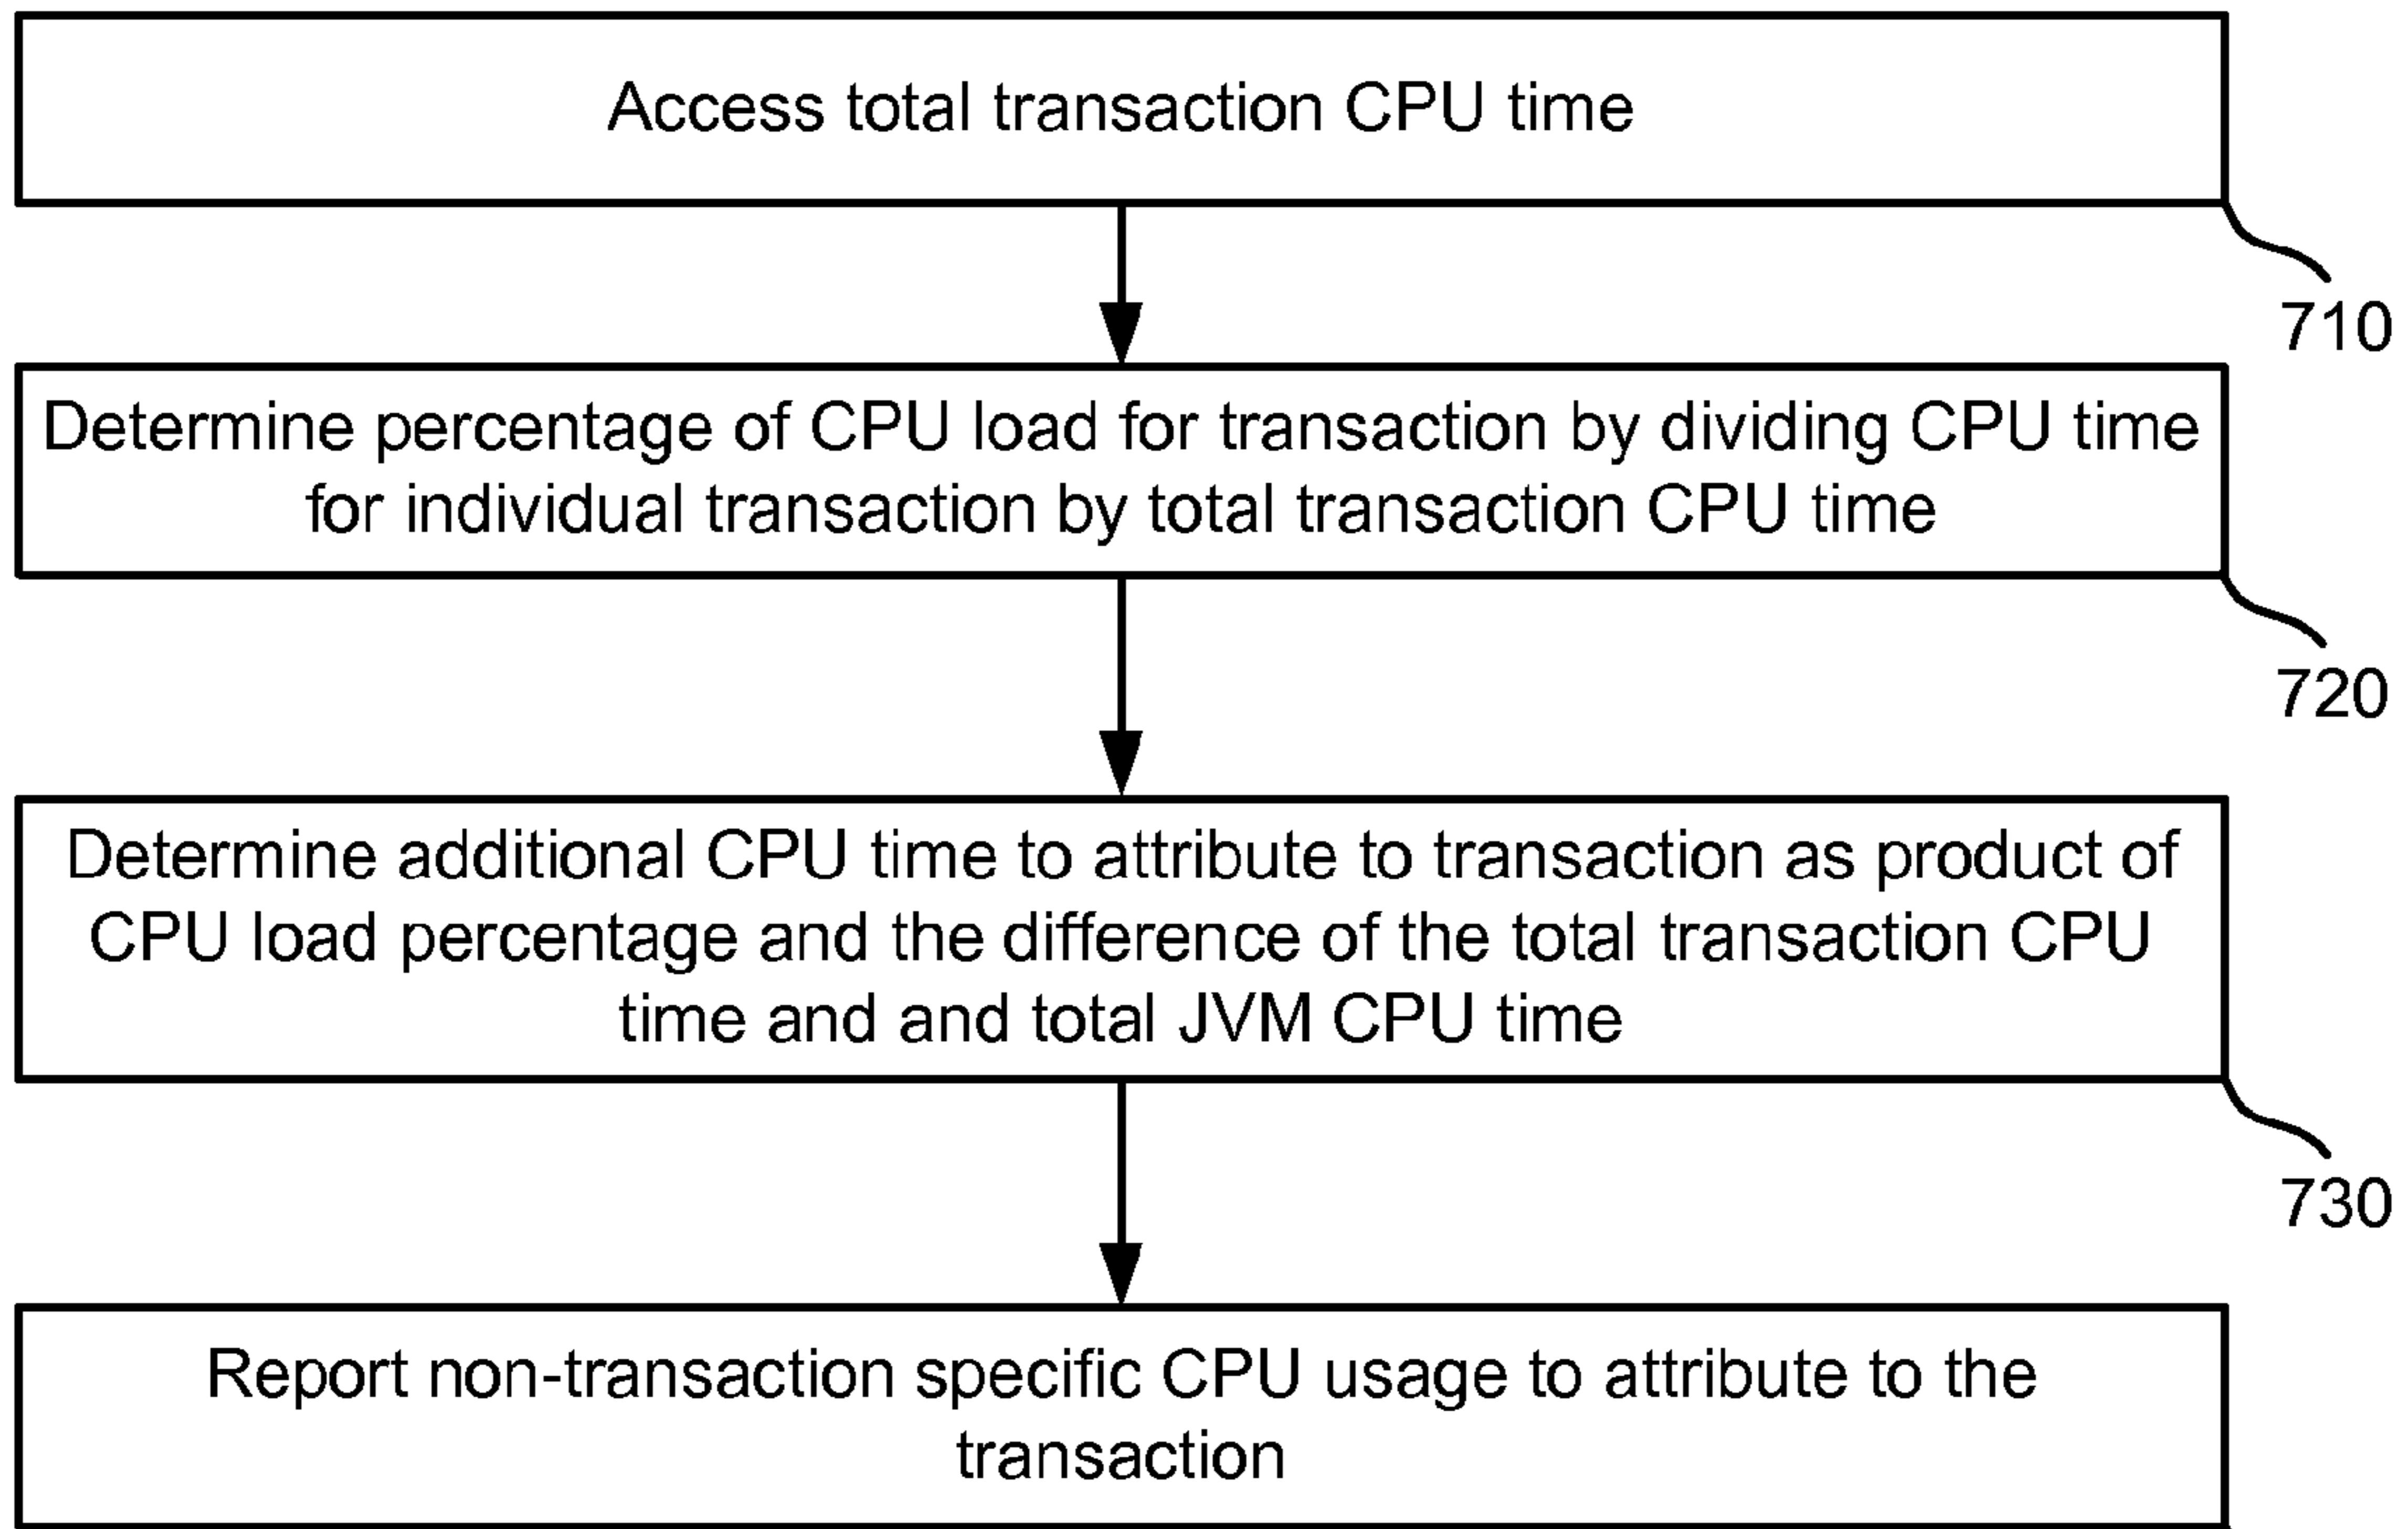 Access total transaction CPU time
710
Determine percentage of CPU load for transaction by dividing CPU time
for individual transaction by total transaction CPU time
720
Determine additional CPU time to attribute to transaction as product of
CPU load percentage and the difference of the total transaction CPU
time and and total JVM CPU time
730
Report non-transaction specific CPU usage to attribute to the
transaction